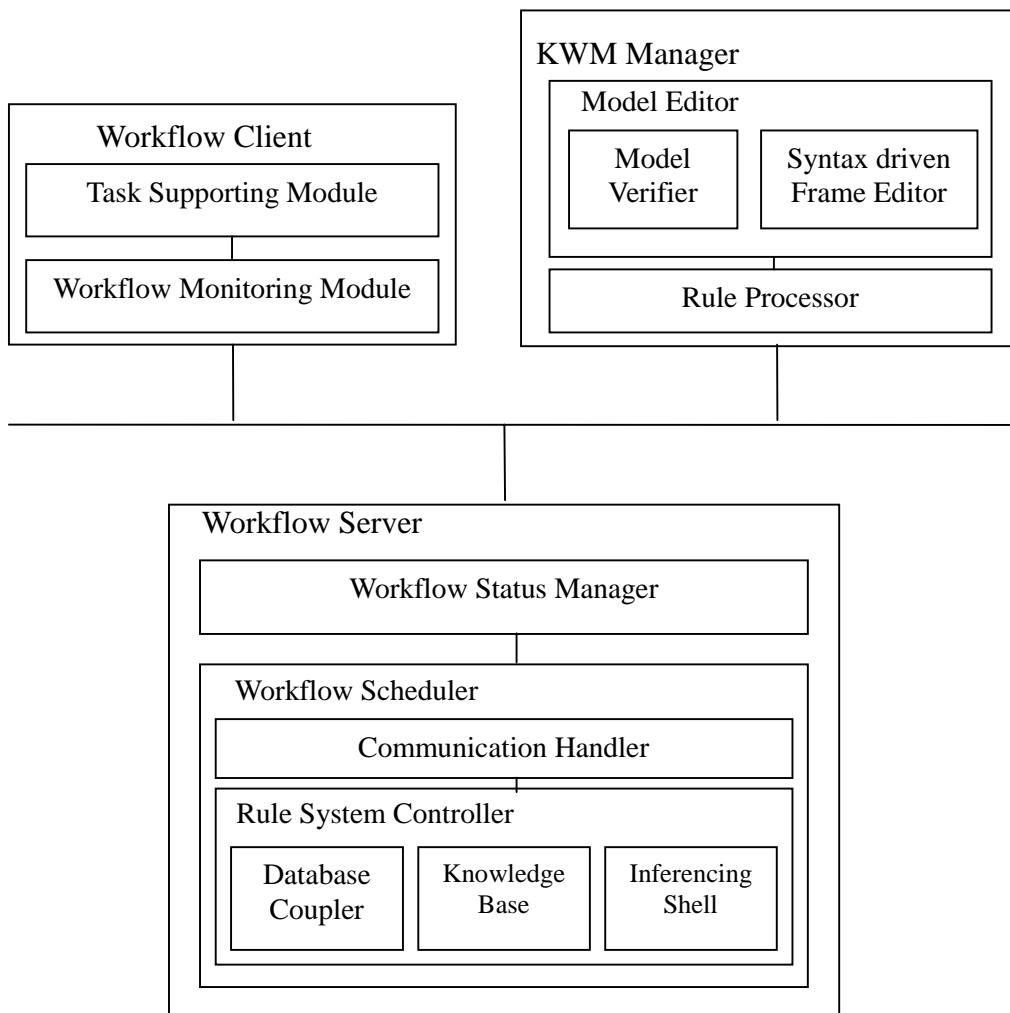 KWM Manager
Model Editor
Model
Verifier
Syntax driven
Frame Editor
Rule Processor
Workflow Client
Task Supporting Module
Workflow Monitoring Module
Workflow Server
Workflow Status Manager
Workflow Scheduler
Communication Handler
Rule System Controller
Database
Coupler
Knowledge
Base
Inferencing
Shell